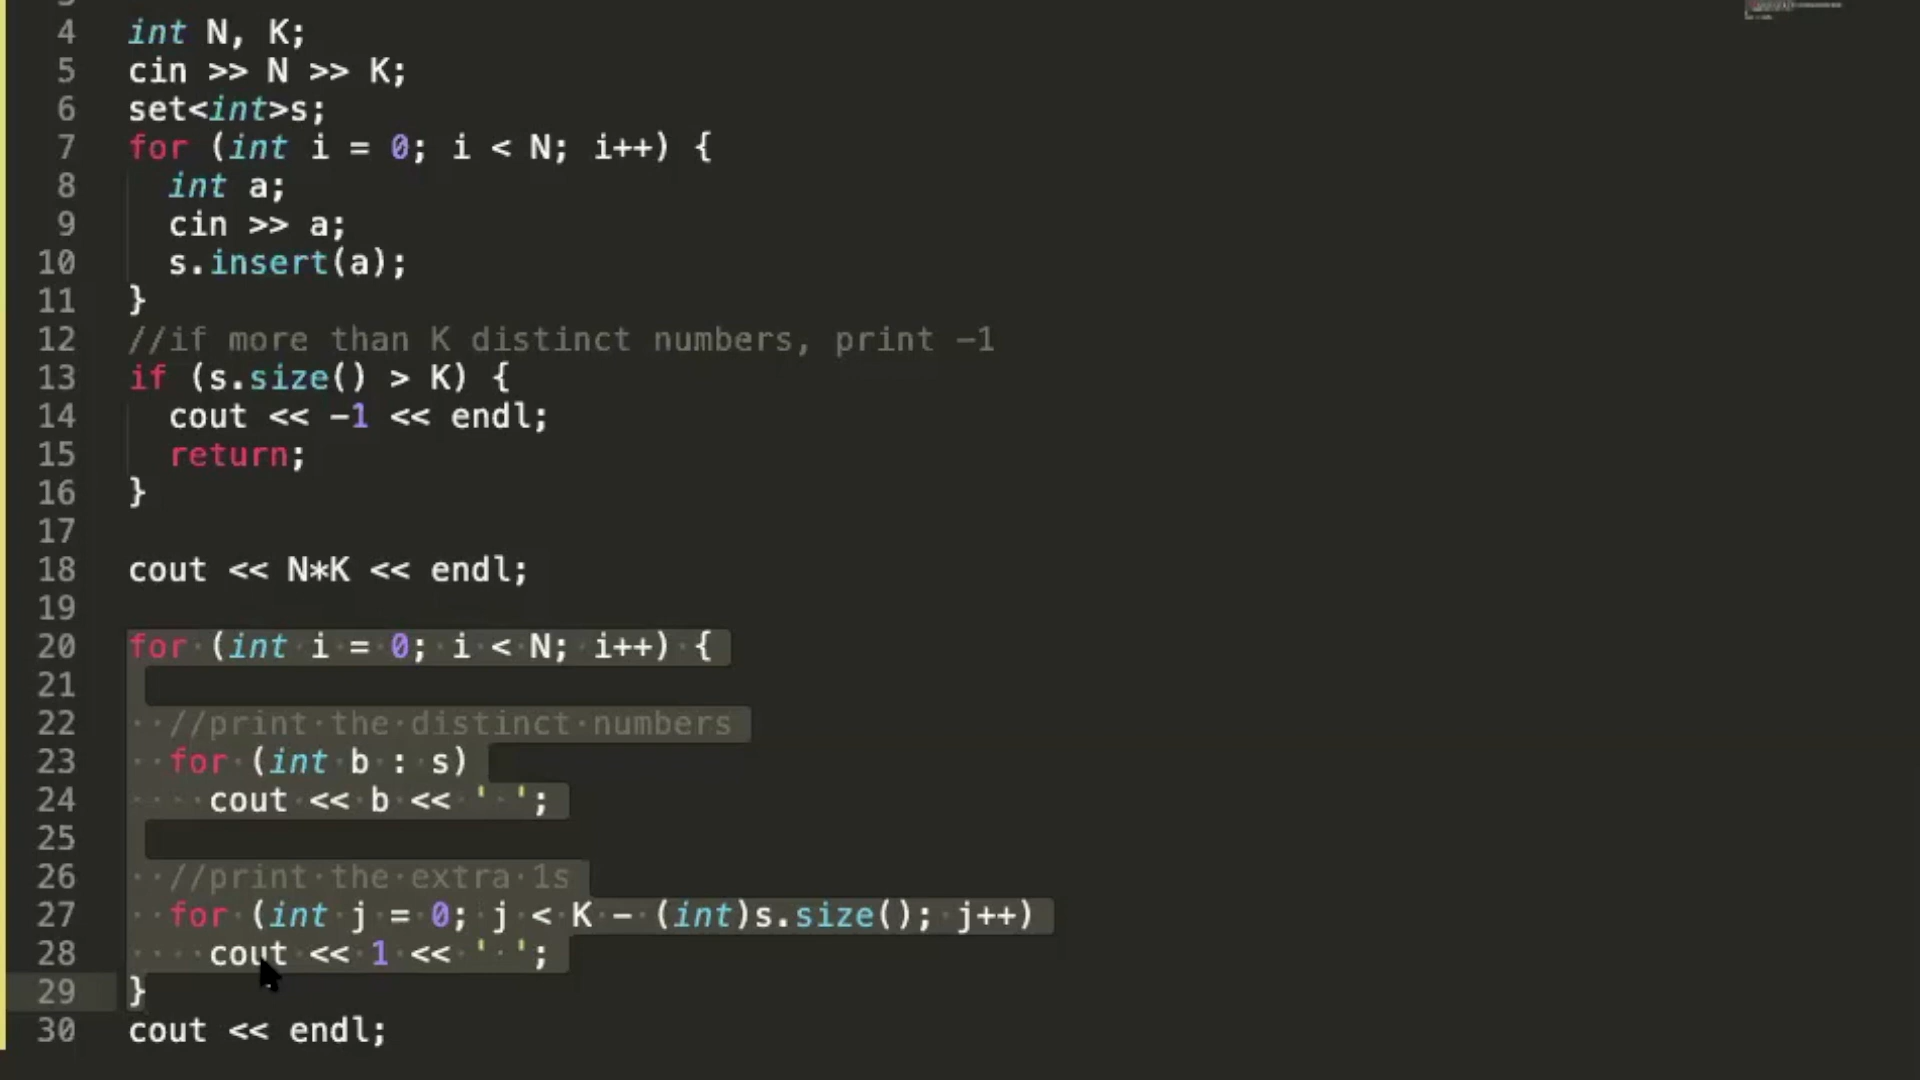 4 int N, K;
5 cin >> N >> K;
6 set<int>s;
7 for (int i = 0; i < N; i++) {
8 int a;
9 cin >> a;
10 s.insert(a);
11 }
12 //if more than K distinct numbers, print -1
13 if (s.size() > K) {
14 cout << -1 << endl;
15 return;
16 }
17
18 cout << N*K << endl;
19
20 for (int i = 0; i < N; i++) {
21
22 //print the distinct numbers
23 for (int b : s)
24 cout << b << ' ';
25
26 //print the extra 1s
27 for (int j = 0; j < K - (int)s.size(); j++)
28 cout << 1 << ' ';
29 }
30 cout << endl;